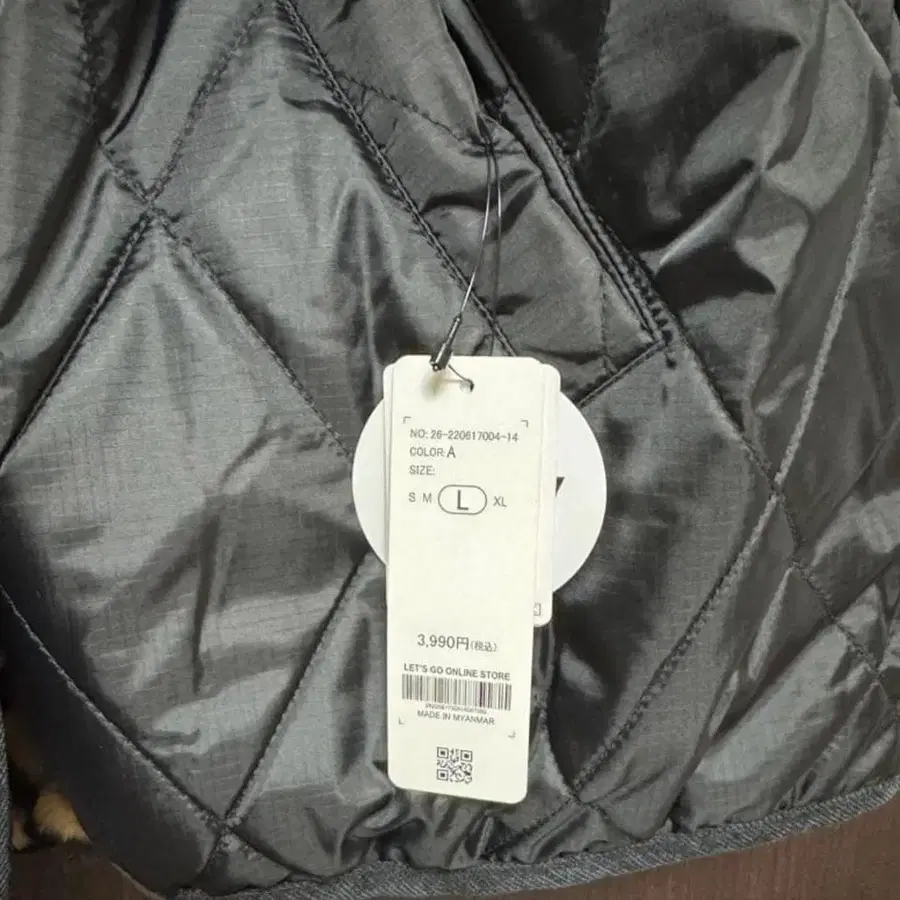 NO: 26-220617004-14
COLOR: A
SIZE:
S M L XL
3,990円(税込)
LET'S GO ONLINE STORE
MADE IN MYANMAR